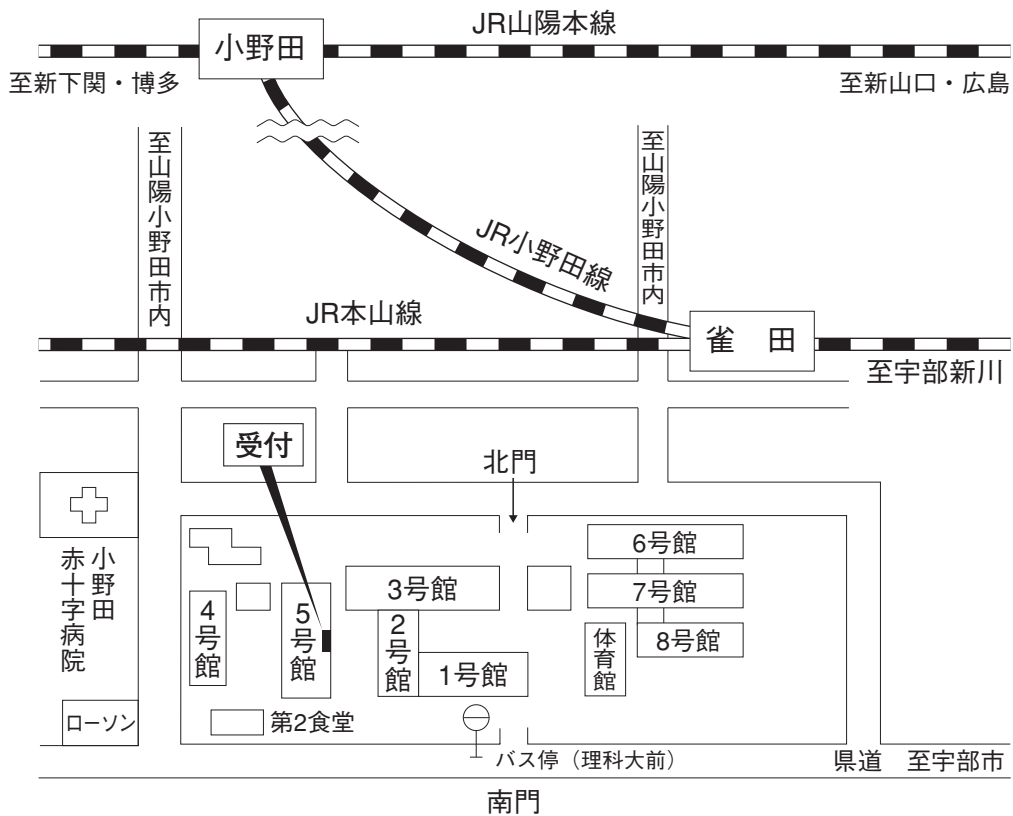 JR山陽本線
小野田
至新下関・博多
至新山口・広島
至山陽小野田市内
至山陽小野田市内
JR小野田線
JR本山線
雀　田
至宇部新川
受付
北門
小野田
赤十字病院
6号館
3号館
7号館
4号館
5号館
2号館
体育館
8号館
1号館
ローソン
第2食堂
バス停（理科大前）
県道
至宇部市
南門